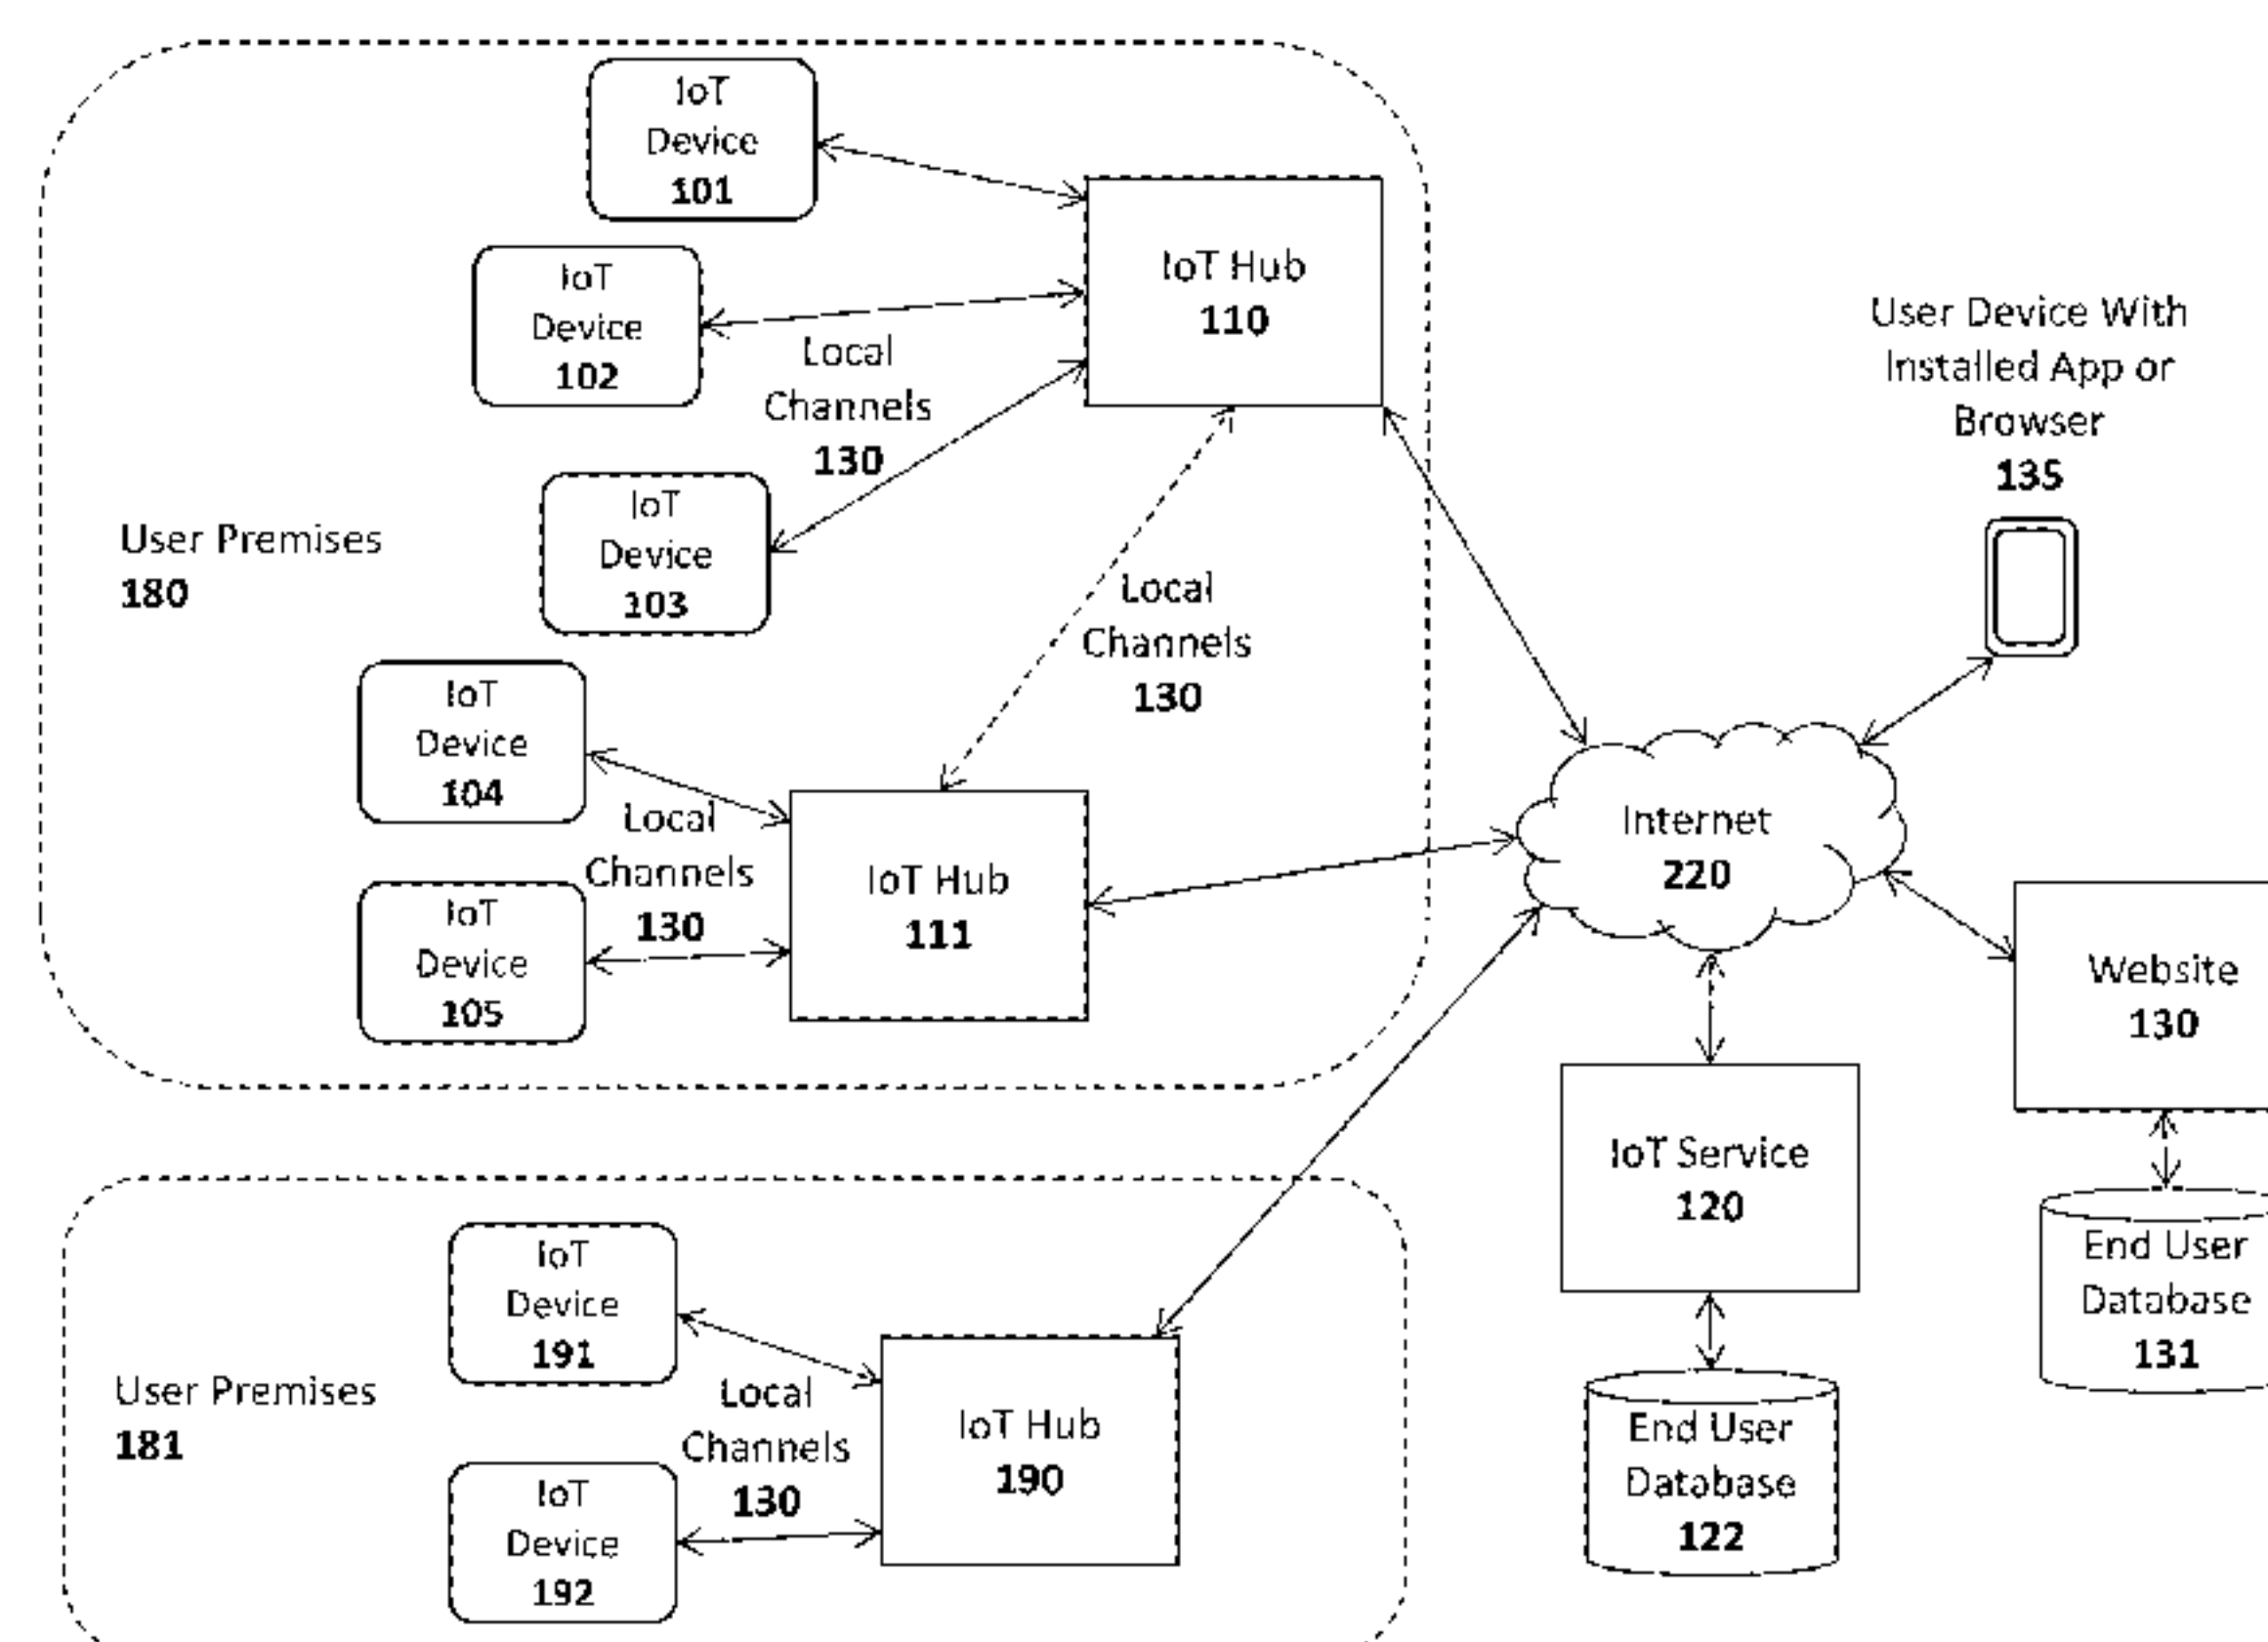 IoT
Device
101
IoT
Device
102
IoT Hub
110
Local
Channels
130
IoT
Device
103
User Premises
180
Local
Channels
130
IoT
Device
104
Local
Channels
130
IoT
Device
105
IoT Hub
111
User Device With
Installed App or
Browser
135
Internet
220
Website
130
IoT Service
120
End User
Database
131
End User
Database
122
IoT
Device
191
User Premises
181
Local
Channels
130
IoT Hub
190
IoT
Device
192